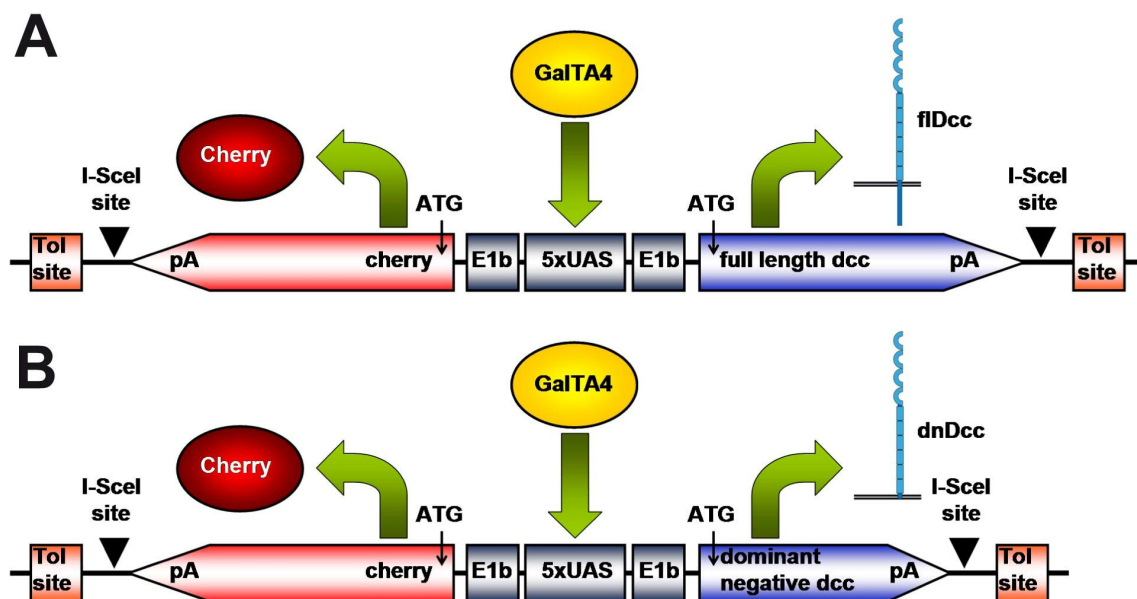 A
GalTA4
Cherry
flDcc
I-SceI
site
ATG
ATG
I-SceI
site
Tol
site
pA
cherry
E1b
5xUAS
E1b
full length dcc
pA
Tol
site
B
GalTA4
Cherry
dnDcc
I-SceI
site
ATG
ATG
I-SceI
site
Tol
site
pA
cherry
E1b
5xUAS
E1b
dominant
negative dcc
pA
Tol
site